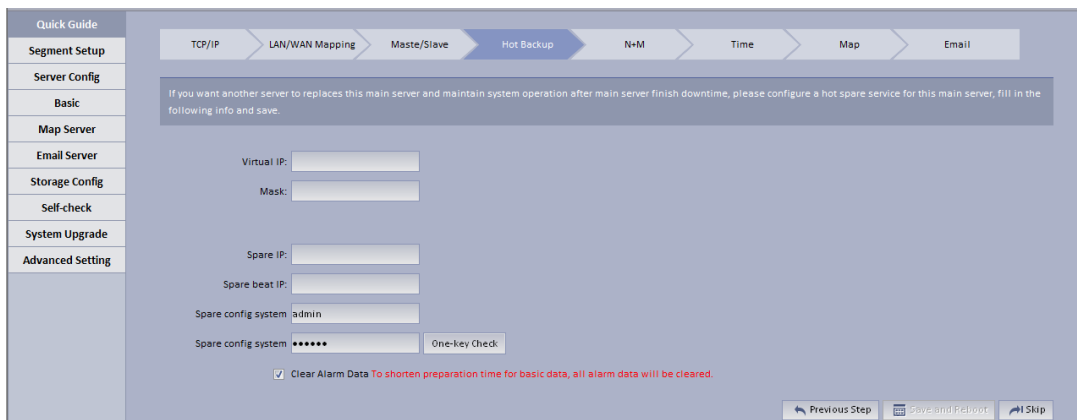 Quick Guide
Segment Setup
Server Config
Basic
Map Server
Email Server
Storage Config
Self-check
System Upgrade
Advanced Setting
TCP/IP LAN/WAN Mapping Maste/Slave Hot Backup N+M Time Map Email
If you want another server to replaces this main server and maintain system operation after main server finish downtime, please configure a hot spare service for this main server, fill in the
following info and save.
Virtual IP:
Mask:
Spare IP:
Spare beat IP:
Spare config system admin
Spare config system •••••• One-key Check
Clear Alarm Data To shorten preparation time for basic data, all alarm data will be cleared.
Previous Step Save and Reboot Skip